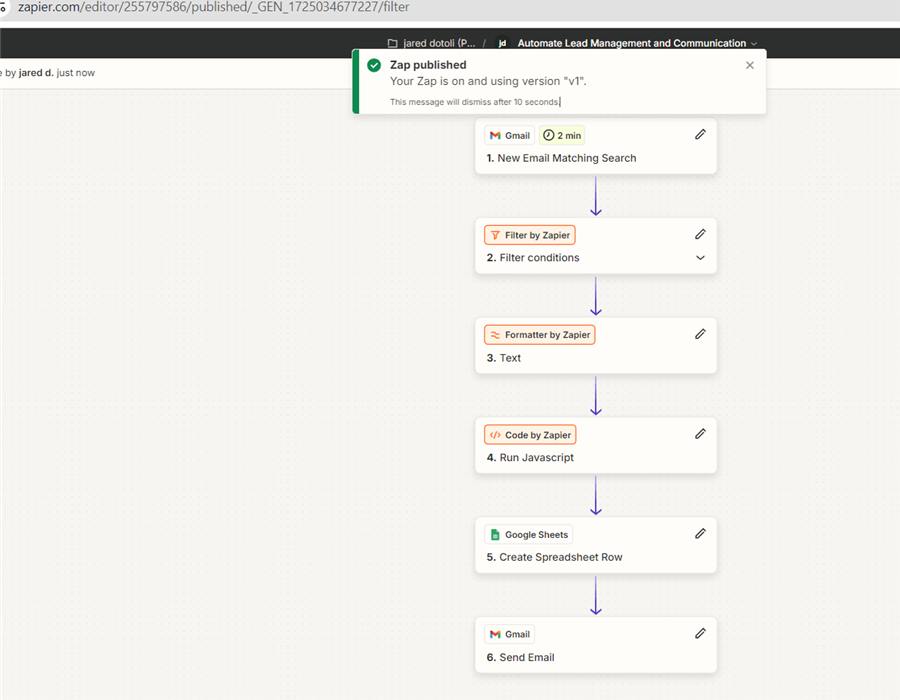 zapier.com/editor/255797586/published/_GEN_1725034677227/filter
jared dotoli (P... / jd Automate Lead Management and Communication
e by jared d. just now
Zap published
Your Zap is on and using version "v1".
This message will dismiss after 10 seconds.
Gmail 2 min
1. New Email Matching Search
Filter by Zapier
2. Filter conditions
Formatter by Zapier
3. Text
Code by Zapier
4. Run Javascript
Google Sheets
5. Create Spreadsheet Row
Gmail
6. Send Email